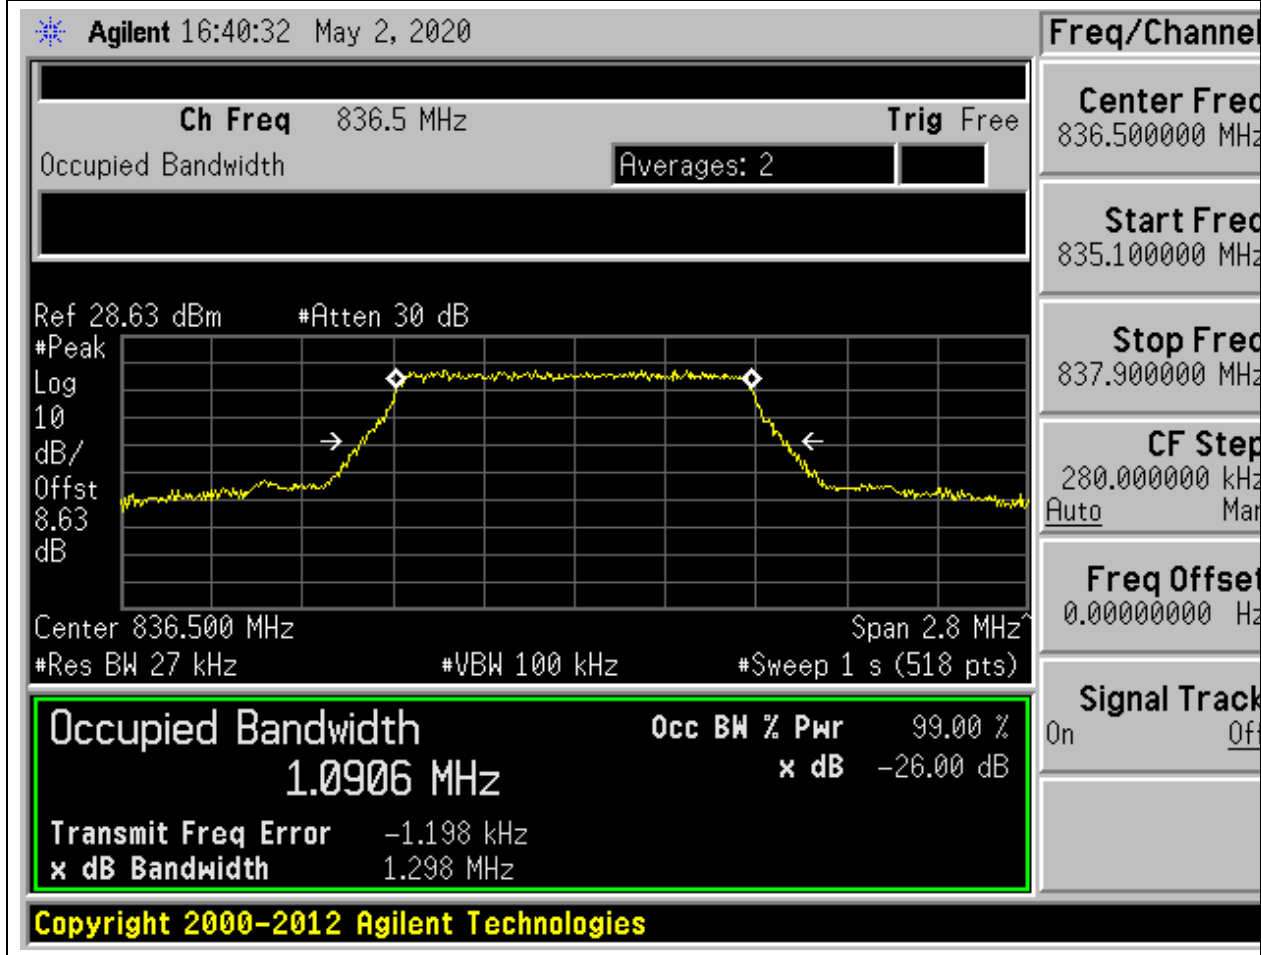 Agilent 16:40:32 May 2, 2020
Ch Freq 836.5 MHz Trig Free
Occupied Bandwidth Averages: 2
Ref 28.63 dBm #Atten 30 dB
#Peak
Log
10
dB/
Offst
8.63
dB
Center 836.500 MHz Span 2.8 MHz^
#Res BW 27 kHz #VBW 100 kHz #Sweep 1 s (518 pts)
Occupied Bandwidth Occ BW % Pwr 99.00 %
1.0906 MHz x dB -26.00 dB
Transmit Freq Error -1.198 kHz
x dB Bandwidth 1.298 MHz
Copyright 2000-2012 Agilent Technologies
Freq/Channel
Center Freq
836.500000 MHz
Start Freq
835.100000 MHz
Stop Freq
837.900000 MHz
CF Step
280.000000 kHz
Auto Man
Freq Offset
0.00000000 Hz
Signal Track
On Off